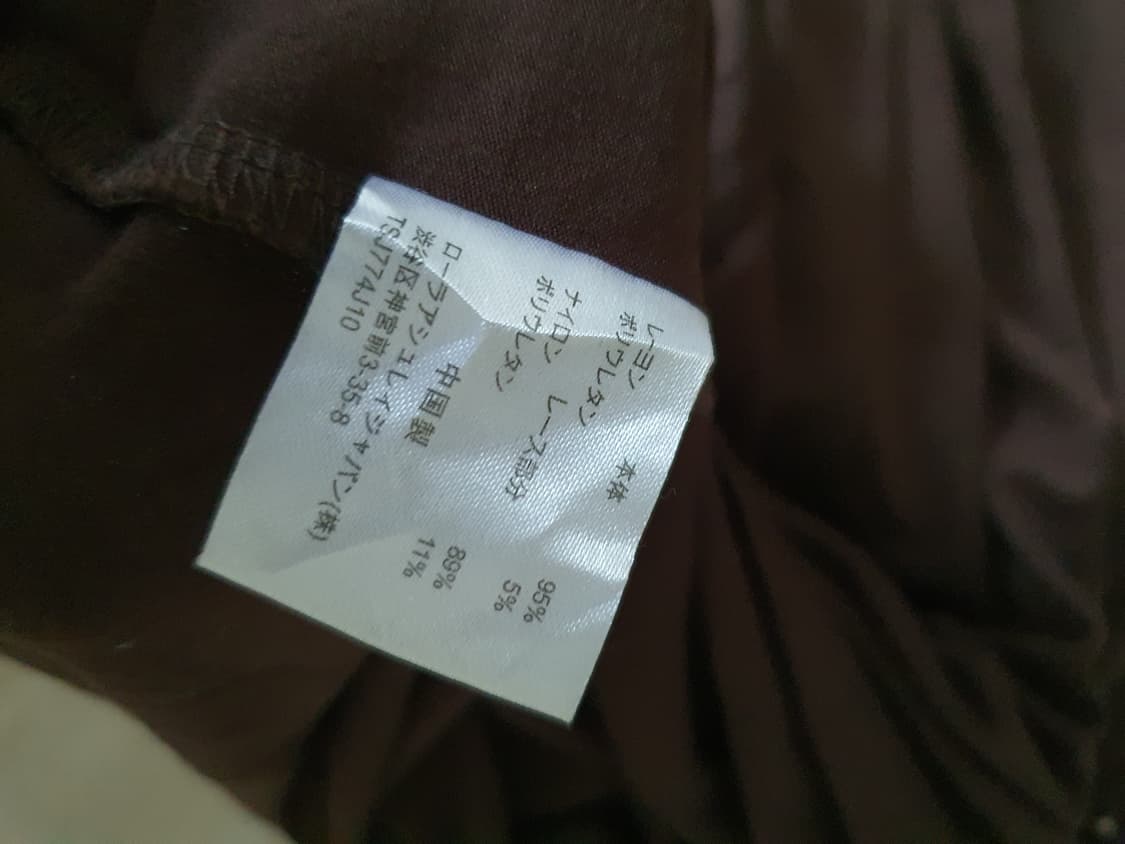 本体
レーヨン 95%
ポリウレタン 5%
レース部分
ナイロン 89%
ポリウレタン 11%
中国製
ローラアシュレイジャパン(株)
渋谷区神宮前3-35-8
TSJ774J10